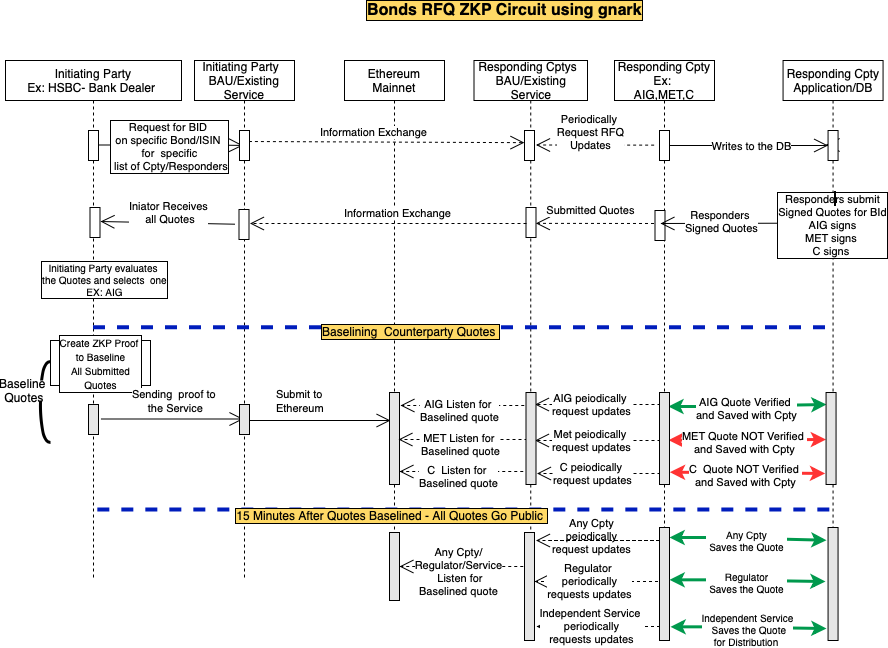 Bonds RFQ ZKP Circuit using gnark
Initiating Party
Ex: HSBC- Bank Dealer
Initiating Party
BAU/Existing
Service
Ethereum
Mainnet
Responding Cptys
BAU/Existing
Service
Responding Cpty
Ex:
AIG,MET,C
Responding Cpty
Application/DB
Request for BID
on specific Bond/ISIN
for specific
list of Cpty/Responders
Information Exchange
Periodically
Request RFQ
Updates
Writes to the DB
Iniator Receives
all Quotes
Information Exchange
Submitted Quotes
Responders
Signed Quotes
Responders submit
Signed Quotes for BId
AIG signs
MET signs
C signs
Initiating Party evaluates
the Quotes and selects one
EX: AIG
Baselining Counterparty Quotes
Create ZKP Proof
to Baseline
All Submitted
Quotes
Baseline
Quotes
Sending proof to
the Service
Submit to
Ethereum
AIG Listen for
Baselined quote
AIG peiodically
request updates
AIG Quote Verified
and Saved with Cpty
MET Listen for
Baselined quote
Met peiodically
request updates
MET Quote NOT Verified
and Saved with Cpty
C Listen for
Baselined quote
C peiodically
request updates
C Quote NOT Verified
and Saved with Cpty
15 Minutes After Quotes Baselined - All Quotes Go Public
Any Cpty/
Regulator/Service
Listen for
Baselined quote
Any Cpty
peiodically
request updates
Any Cpty
Saves the Quote
Regulator
periodically
requests updates
Regulator
Saves the Quote
Independent Service
periodically
requests updates
Independent Service
Saves the Quote
for Distribution